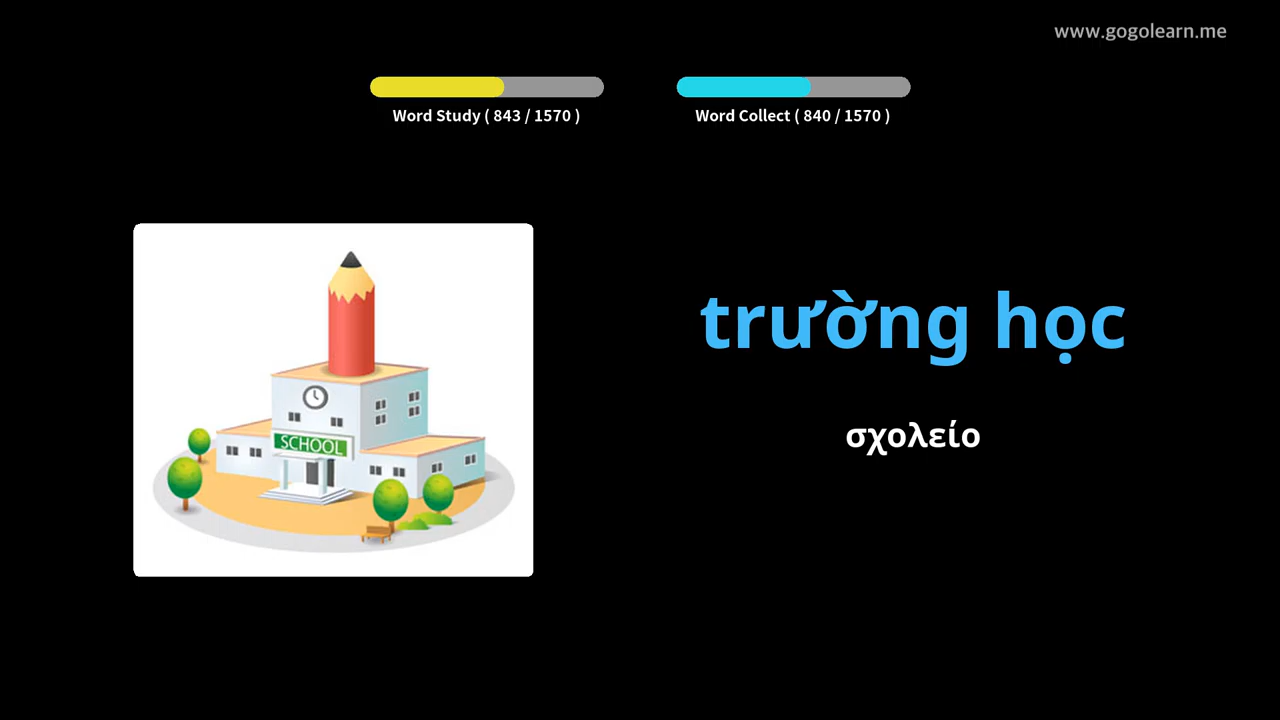 www.gogolearn.me
Word Study ( 843 / 1570 )
Word Collect ( 840 / 1570 )
SCHOOL
trường học
σχολείο